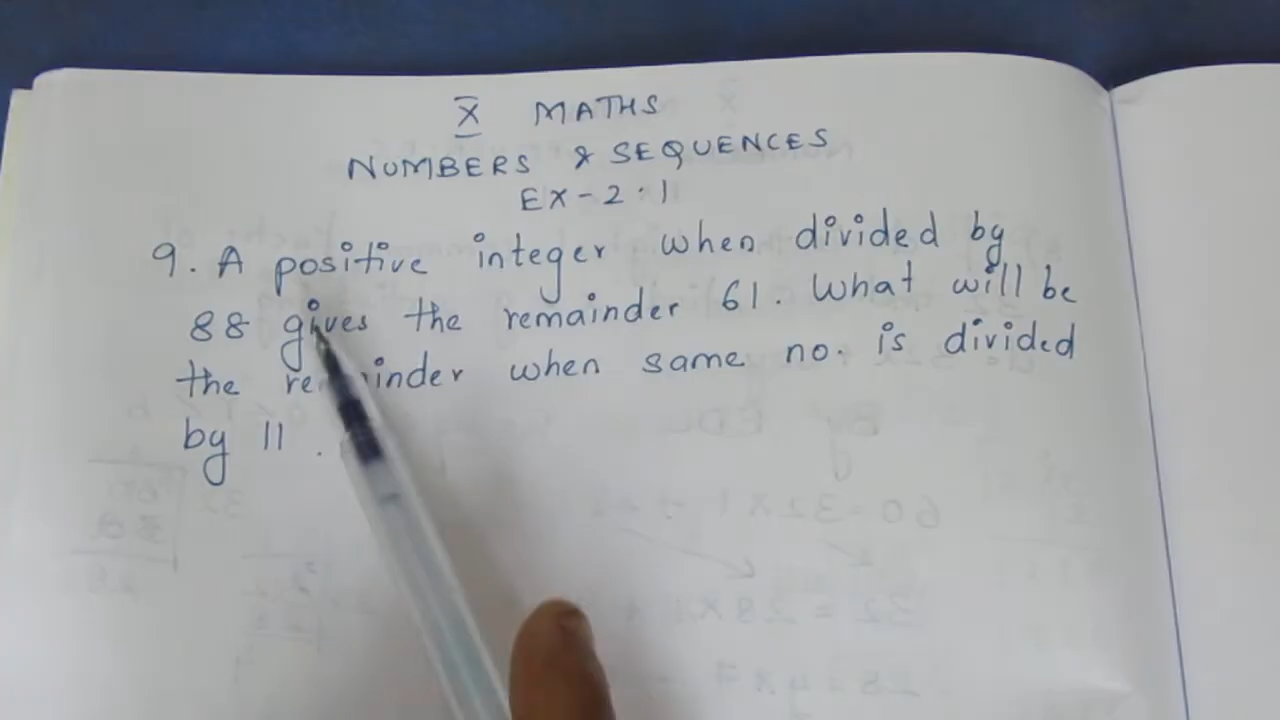 X MATHS
NUMBERS & SEQUENCES
EX-2.1
9. A positive integer when divided by
88 gives the remainder 61. What will be
the remainder when same no. is divided
by 11.